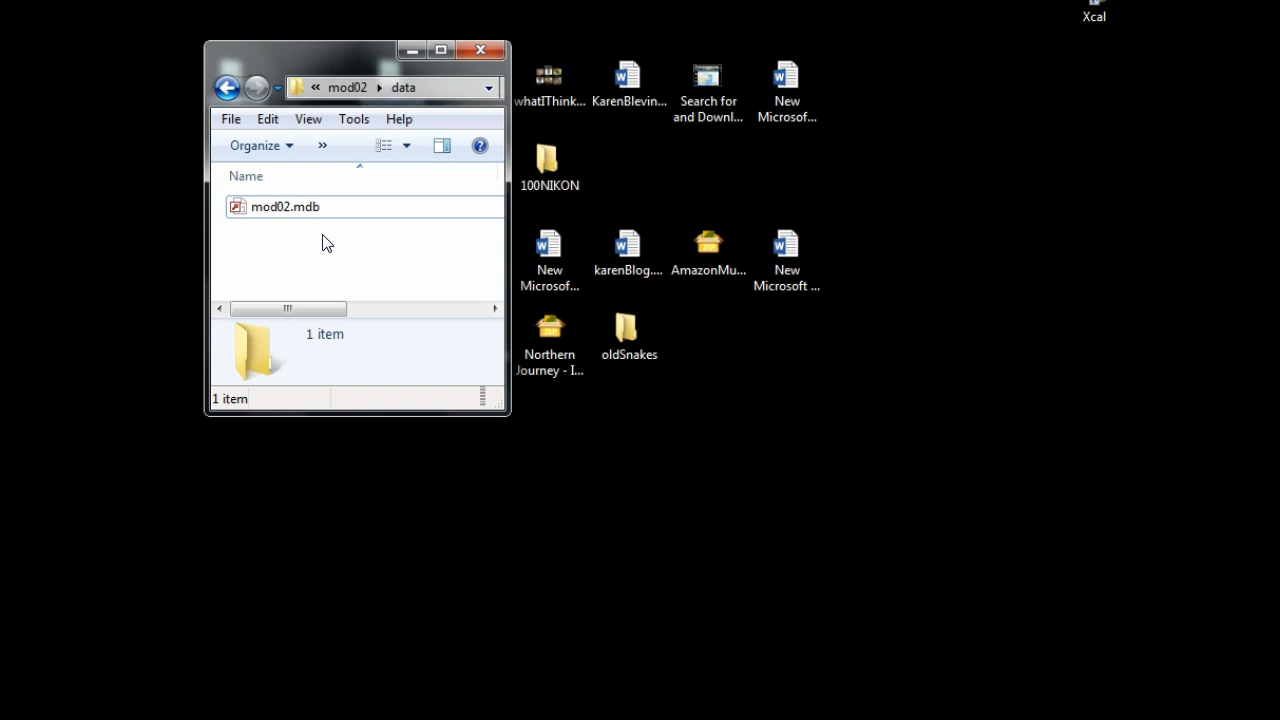 Xcal
« mod02 ▸ data
File Edit View Tools Help
Organize »
Name
mod02.mdb
1 item
1 item
whatIThink...
KarenBlevin...
Search for
and Downl...
New
Microsof...
100NIKON
New
Microsof...
karenBlog....
AmazonMu...
New
Microsoft ...
Northern
Journey - I...
oldSnakes